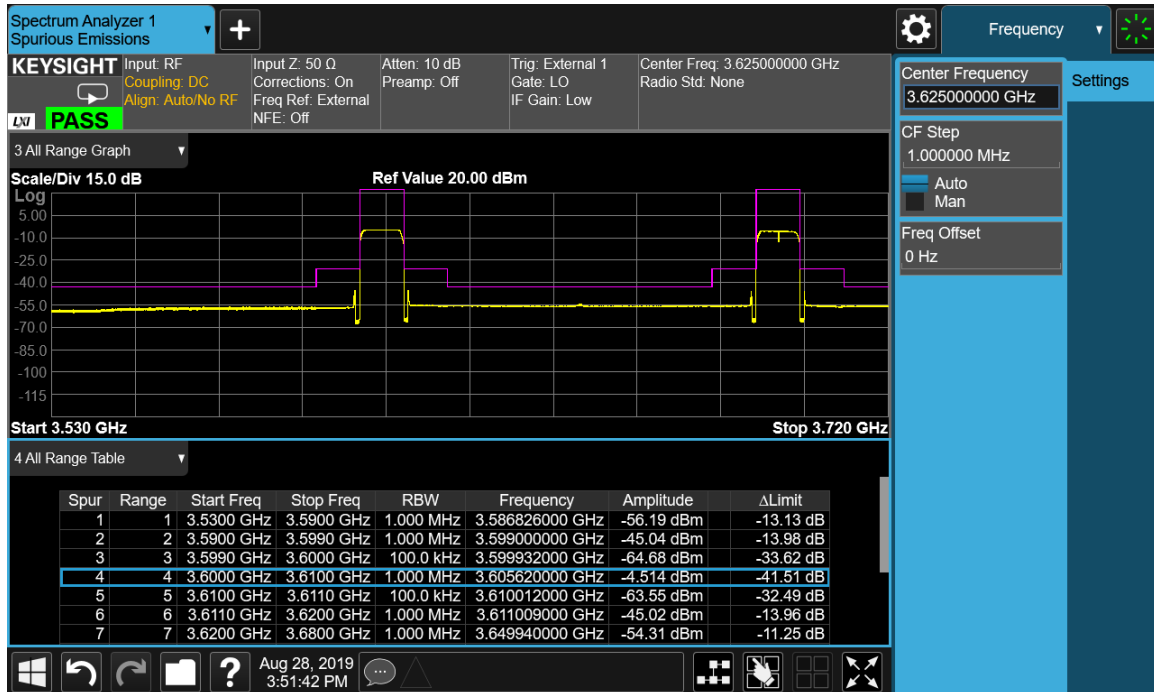 Spectrum Analyzer 1
Spurious Emissions
+
Frequency
KEYSIGHT
Input: RF
Coupling: DC
Align: Auto/No RF
Input Z: 50 Ω
Corrections: On
Freq Ref: External
NFE: Off
Atten: 10 dB
Preamp: Off
Trig: External 1
Gate: LO
IF Gain: Low
Center Freq: 3.625000000 GHz
Radio Std: None
LXI PASS
Center Frequency
3.625000000 GHz
Settings
CF Step
1.000000 MHz
Auto
Man
Freq Offset
0 Hz
3 All Range Graph
Scale/Div 15.0 dB Ref Value 20.00 dBm
Log
5.00
-10.0
-25.0
-40.0
-55.0
-70.0
-85.0
-100
-115
Start 3.530 GHz Stop 3.720 GHz
4 All Range Table
Spur Range Start Freq Stop Freq RBW Frequency Amplitude ΔLimit
1 1 3.5300 GHz 3.5900 GHz 1.000 MHz 3.586826000 GHz -56.19 dBm -13.13 dB
2 2 3.5900 GHz 3.5990 GHz 1.000 MHz 3.599000000 GHz -45.04 dBm -13.98 dB
3 3 3.5990 GHz 3.6000 GHz 100.0 kHz 3.599932000 GHz -64.68 dBm -33.62 dB
4 4 3.6000 GHz 3.6100 GHz 1.000 MHz 3.605620000 GHz -4.514 dBm -41.51 dB
5 5 3.6100 GHz 3.6110 GHz 100.0 kHz 3.610012000 GHz -63.55 dBm -32.49 dB
6 6 3.6110 GHz 3.6200 GHz 1.000 MHz 3.611009000 GHz -45.02 dBm -13.96 dB
7 7 3.6200 GHz 3.6800 GHz 1.000 MHz 3.649940000 GHz -54.31 dBm -11.25 dB
?
Aug 28, 2019
3:51:42 PM